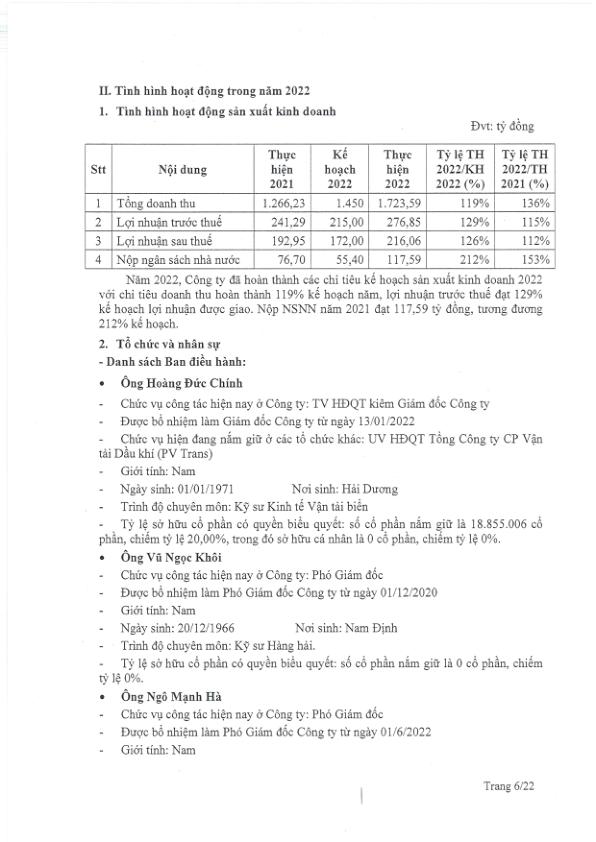 II. Tình hình hoạt động trong năm 2022
1. Tình hình hoạt động sản xuất kinh doanh
Đvt: tỷ đồng
Stt Nội dung Thực hiện 2021 Kế hoạch 2022 Thực hiện 2022 Tỷ lệ TH 2022/KH 2022 (%) Tỷ lệ TH 2022/TH 2021 (%)
1 Tổng doanh thu 1.266,23 1.450 1.723,59 119% 136%
2 Lợi nhuận trước thuế 241,29 215,00 276,85 129% 115%
3 Lợi nhuận sau thuế 192,95 172,00 216,06 126% 112%
4 Nộp ngân sách nhà nước 76,70 55,40 117,59 212% 153%
Năm 2022, Công ty đã hoàn thành các chỉ tiêu kế hoạch sản xuất kinh doanh 2022
với chỉ tiêu doanh thu hoàn thành 119% kế hoạch năm, lợi nhuận trước thuế đạt 129%
kế hoạch lợi nhuận được giao. Nộp NSNN năm 2021 đạt 117,59 tỷ đồng, tương đương
212% kế hoạch.
2. Tổ chức và nhân sự
- Danh sách Ban điều hành:
• Ông Hoàng Đức Chính
- Chức vụ công tác hiện nay ở Công ty: TV HĐQT kiêm Giám đốc Công ty
- Được bổ nhiệm làm Giám đốc Công ty từ ngày 13/01/2022
- Chức vụ hiện đang nắm giữ ở các tổ chức khác: UV HĐQT Tổng Công ty CP Vận
tải Dầu khí (PV Trans)
- Giới tính: Nam
- Ngày sinh: 01/01/1971 Nơi sinh: Hải Dương
- Trình độ chuyên môn: Kỹ sư Kinh tế Vận tải biển
- Tỷ lệ sở hữu cổ phần có quyền biểu quyết: số cổ phần nắm giữ là 18.855.006 cổ
phần, chiếm tỷ lệ 20,00%, trong đó sở hữu cá nhân là 0 cổ phần, chiếm tỷ lệ 0%.
• Ông Vũ Ngọc Khôi
- Chức vụ công tác hiện nay ở Công ty: Phó Giám đốc
- Được bổ nhiệm làm Phó Giám đốc Công ty từ ngày 01/12/2020
- Giới tính: Nam
- Ngày sinh: 20/12/1966 Nơi sinh: Nam Định
- Trình độ chuyên môn: Kỹ sư Hàng hải.
- Tỷ lệ sở hữu cổ phần có quyền biểu quyết: số cổ phần nắm giữ là 0 cổ phần, chiếm
tỷ lệ 0%.
• Ông Ngô Mạnh Hà
- Chức vụ công tác hiện nay ở Công ty: Phó Giám đốc
- Được bổ nhiệm làm Phó Giám đốc Công ty từ ngày 01/6/2022
- Giới tính: Nam
Trang 6/22